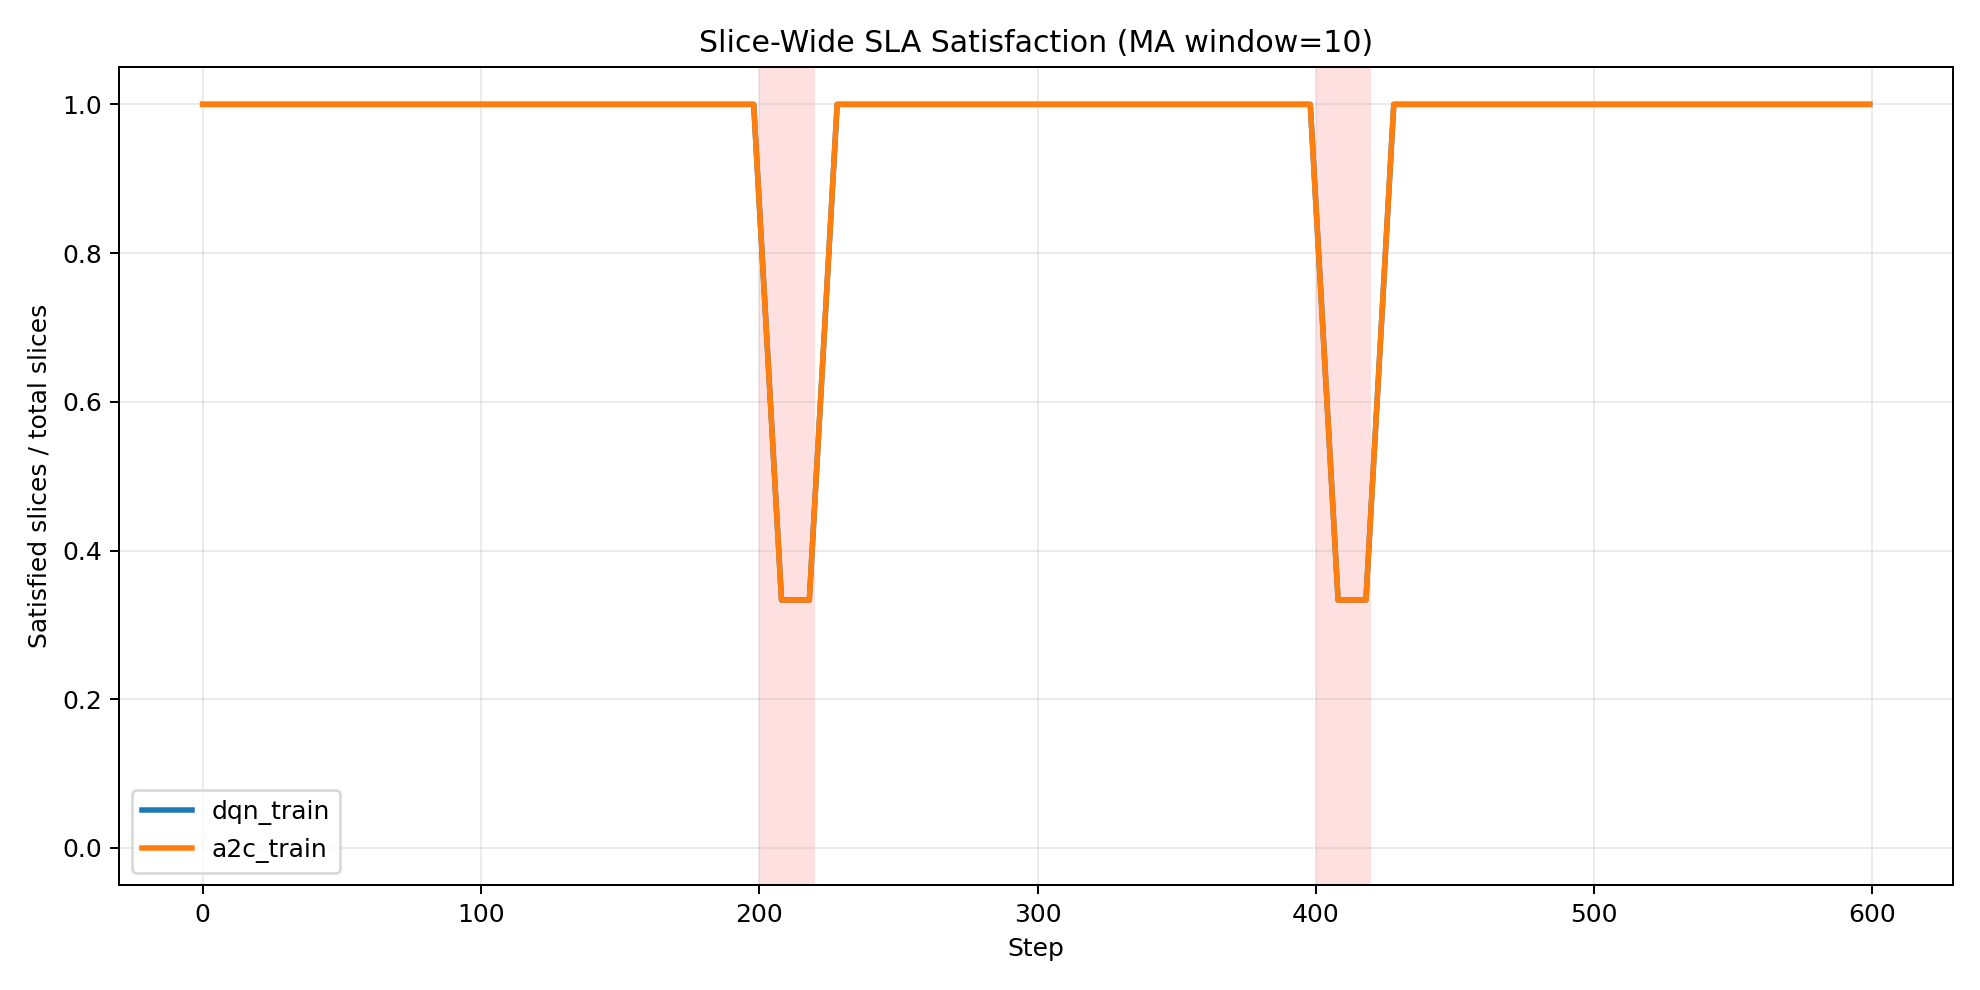 Slice-Wide SLA Satisfaction (MA window=10)
Satisfied slices / total slices
1.0
0.8
0.6
0.4
0.2
0.0
dqn_train
a2c_train
0 100 200 300 400 500 600
Step